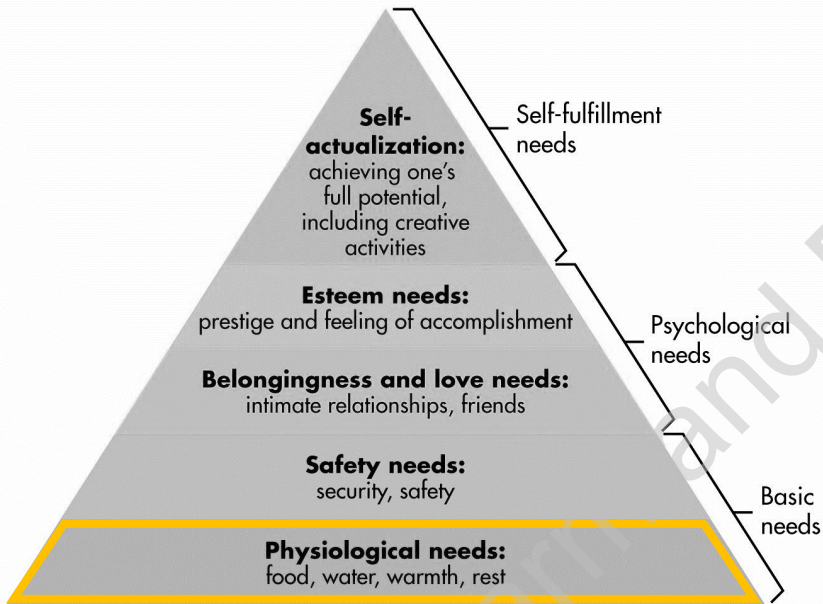 Self-
actualization:
achieving one's
full potential,
including creative
activities
Self-fulfillment
needs
Esteem needs:
prestige and feeling of accomplishment
Psychological
needs
Belongingness and love needs:
intimate relationships, friends
Safety needs:
security, safety
Basic
needs
Physiological needs:
food, water, warmth, rest
and